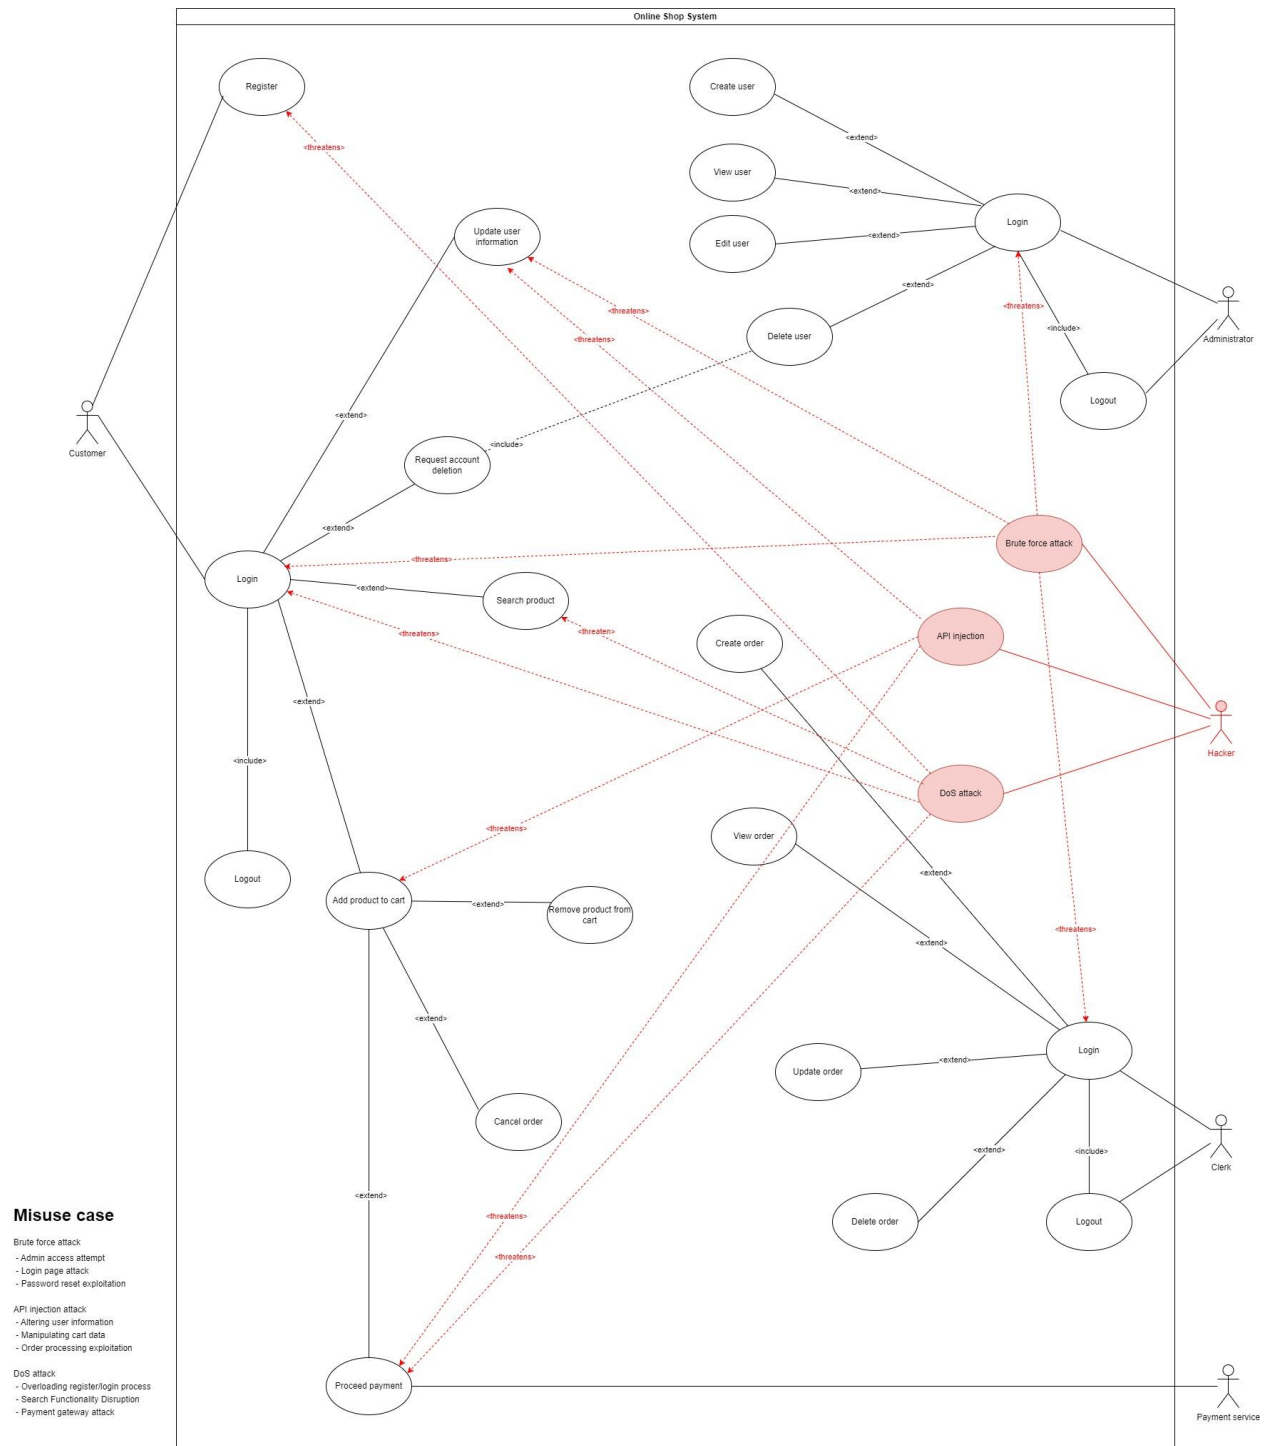 Online Shop System
Register
Create user
<threatens>
<extend>
View user
<extend>
Update user
information
Login
Edit user
<extend>
<extend>
<threatens>
<threatens>
<include>
Delete user
<threatens>
Administrator
Logout
<extend>
Customer
<include>
Request account
deletion
<extend>
Brute force attack
<threatens>
Login
<extend>
Search product
<threatens>
<threaten>
Create order
API injection
<extend>
Hacker
<include>
DoS attack
<threatens>
View order
<extend>
Logout
Add product to cart
<extend>
Remove product from
cart
<threatens>
<extend>
<extend>
Login
<extend>
Update order
Cancel order
<extend>
<include>
Clerk
<extend>
<threatens>
Delete order
Logout
<threatens>
Misuse case
Brute force attack
- Admin access attempt
- Login page attack
- Password reset exploitation
API injection attack
- Altering user information
- Manipulating cart data
- Order processing exploitation
DoS attack
- Overloading register/login process
- Search Functionality Disruption
- Payment gateway attack
Proceed payment
Payment service